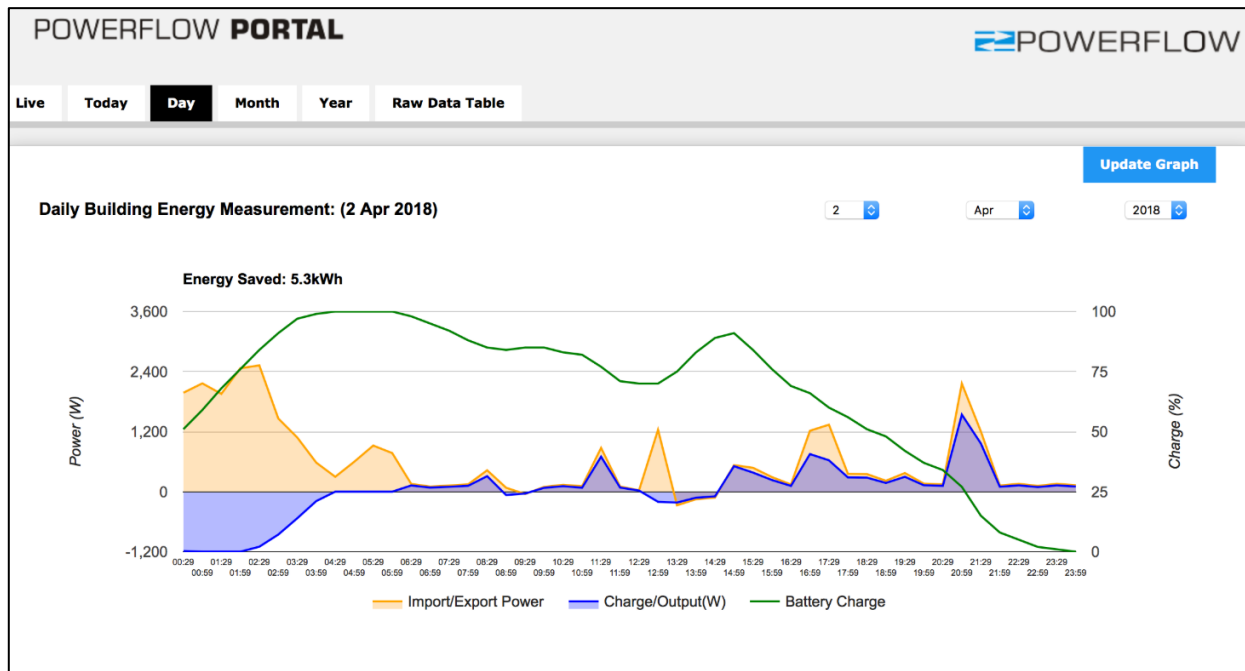 POWERFLOW PORTAL
POWERFLOW
Live Today Day Month Year Raw Data Table
Update Graph
Daily Building Energy Measurement: (2 Apr 2018)
2 Apr 2018
Energy Saved: 5.3kWh
3,600
2,400
1,200
0
-1,200
Power (W)
100
75
50
25
0
Charge (%)
00:29 01:29 02:29 03:29 04:29 05:29 06:29 07:29 08:29 09:29 10:29 11:29 12:29 13:29 14:29 15:29 16:29 17:29 18:29 19:29 20:29 21:29 22:29 23:29
00:59 01:59 02:59 03:59 04:59 05:59 06:59 07:59 08:59 09:59 10:59 11:59 12:59 13:59 14:59 15:59 16:59 17:59 18:59 19:59 20:59 21:59 22:59 23:59
Import/Export Power Charge/Output(W) Battery Charge